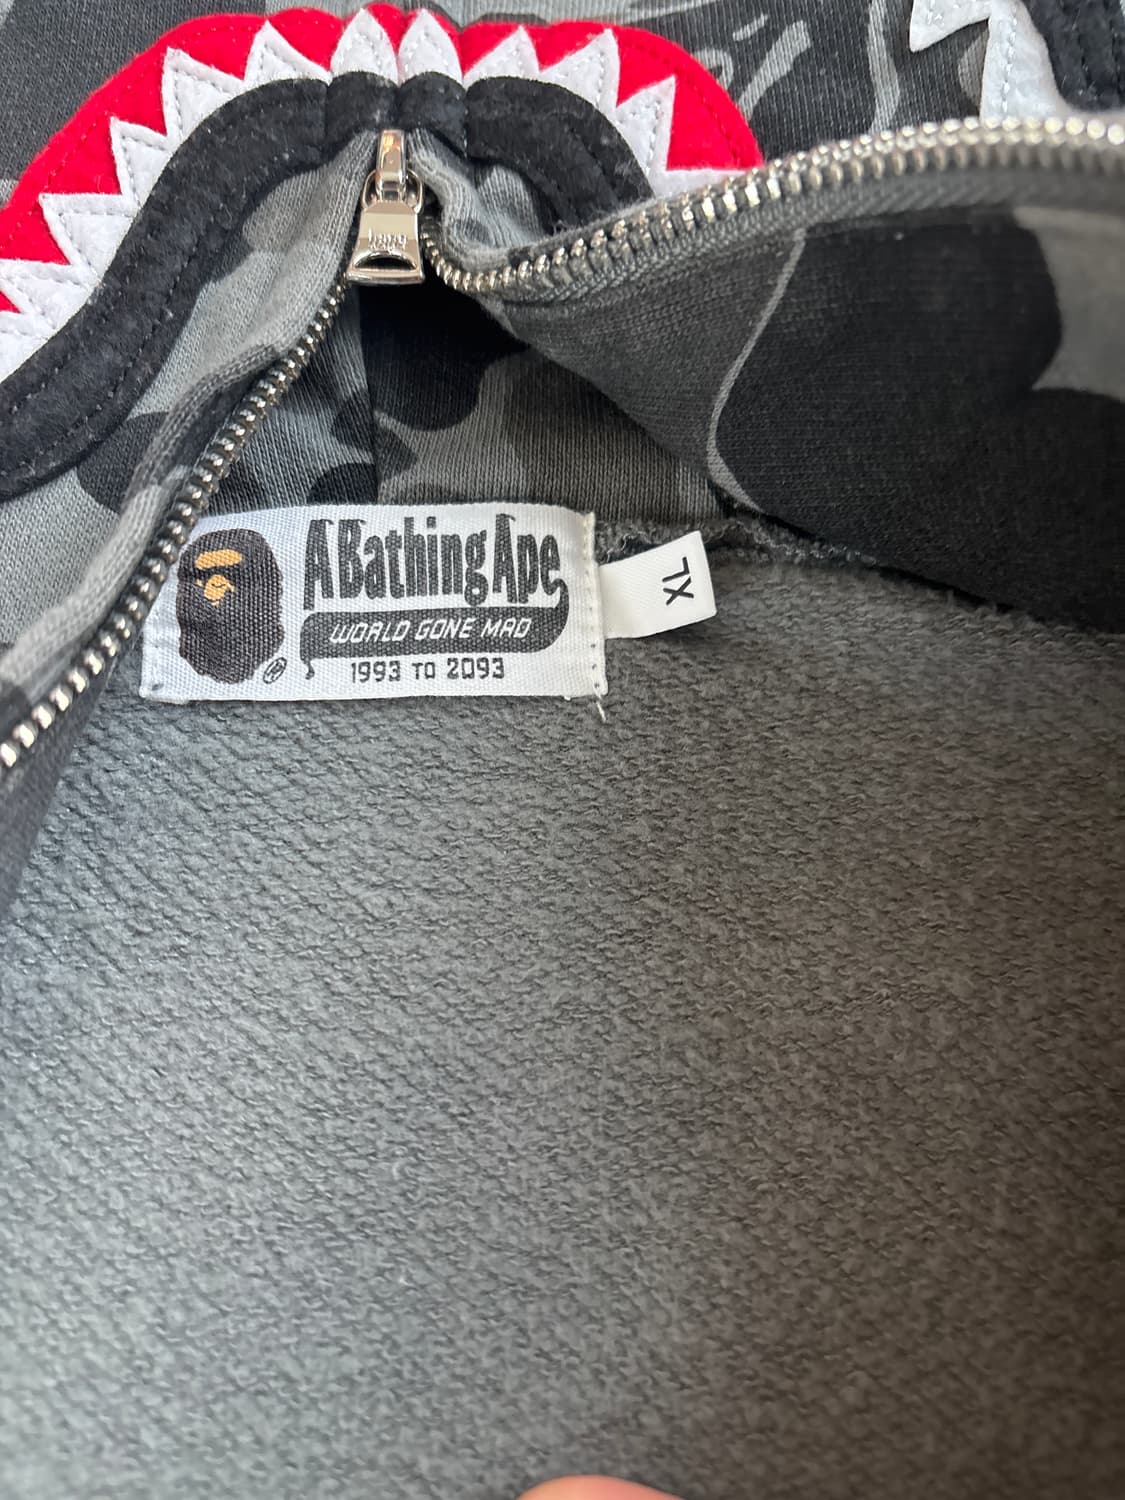 A Bathing Ape
WORLD GONE MAD
1993 TO 2093
XL